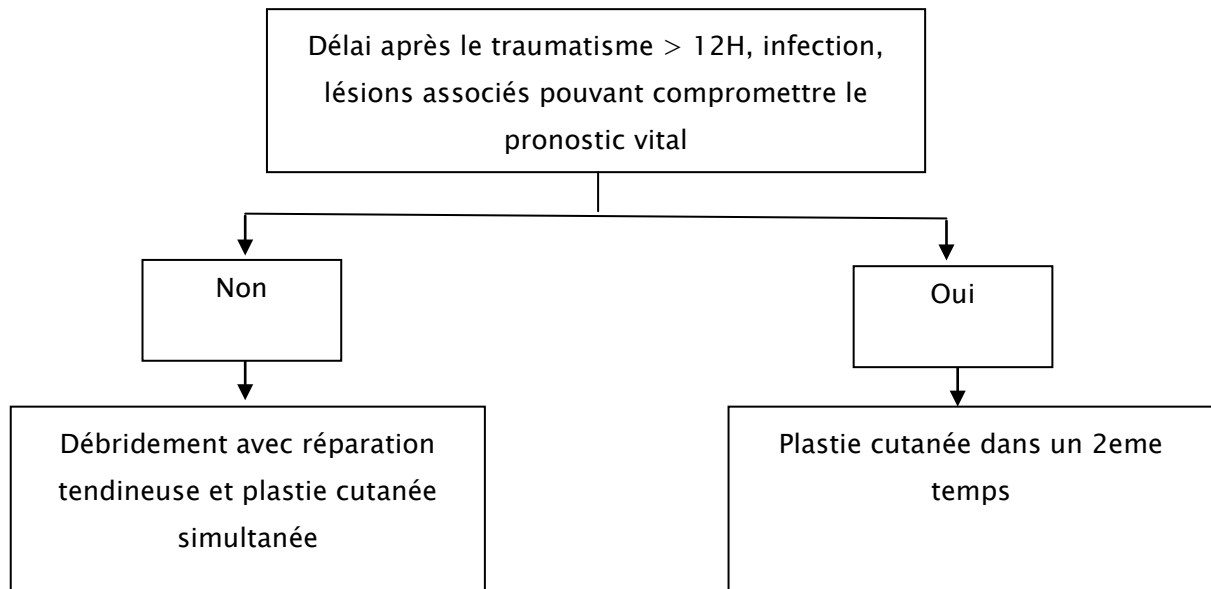 Délai après le traumatisme > 12H, infection,
lésions associés pouvant compromettre le
pronostic vital
Non
Oui
Débridement avec réparation
tendineuse et plastie cutanée
simultanée
Plastie cutanée dans un 2eme
temps